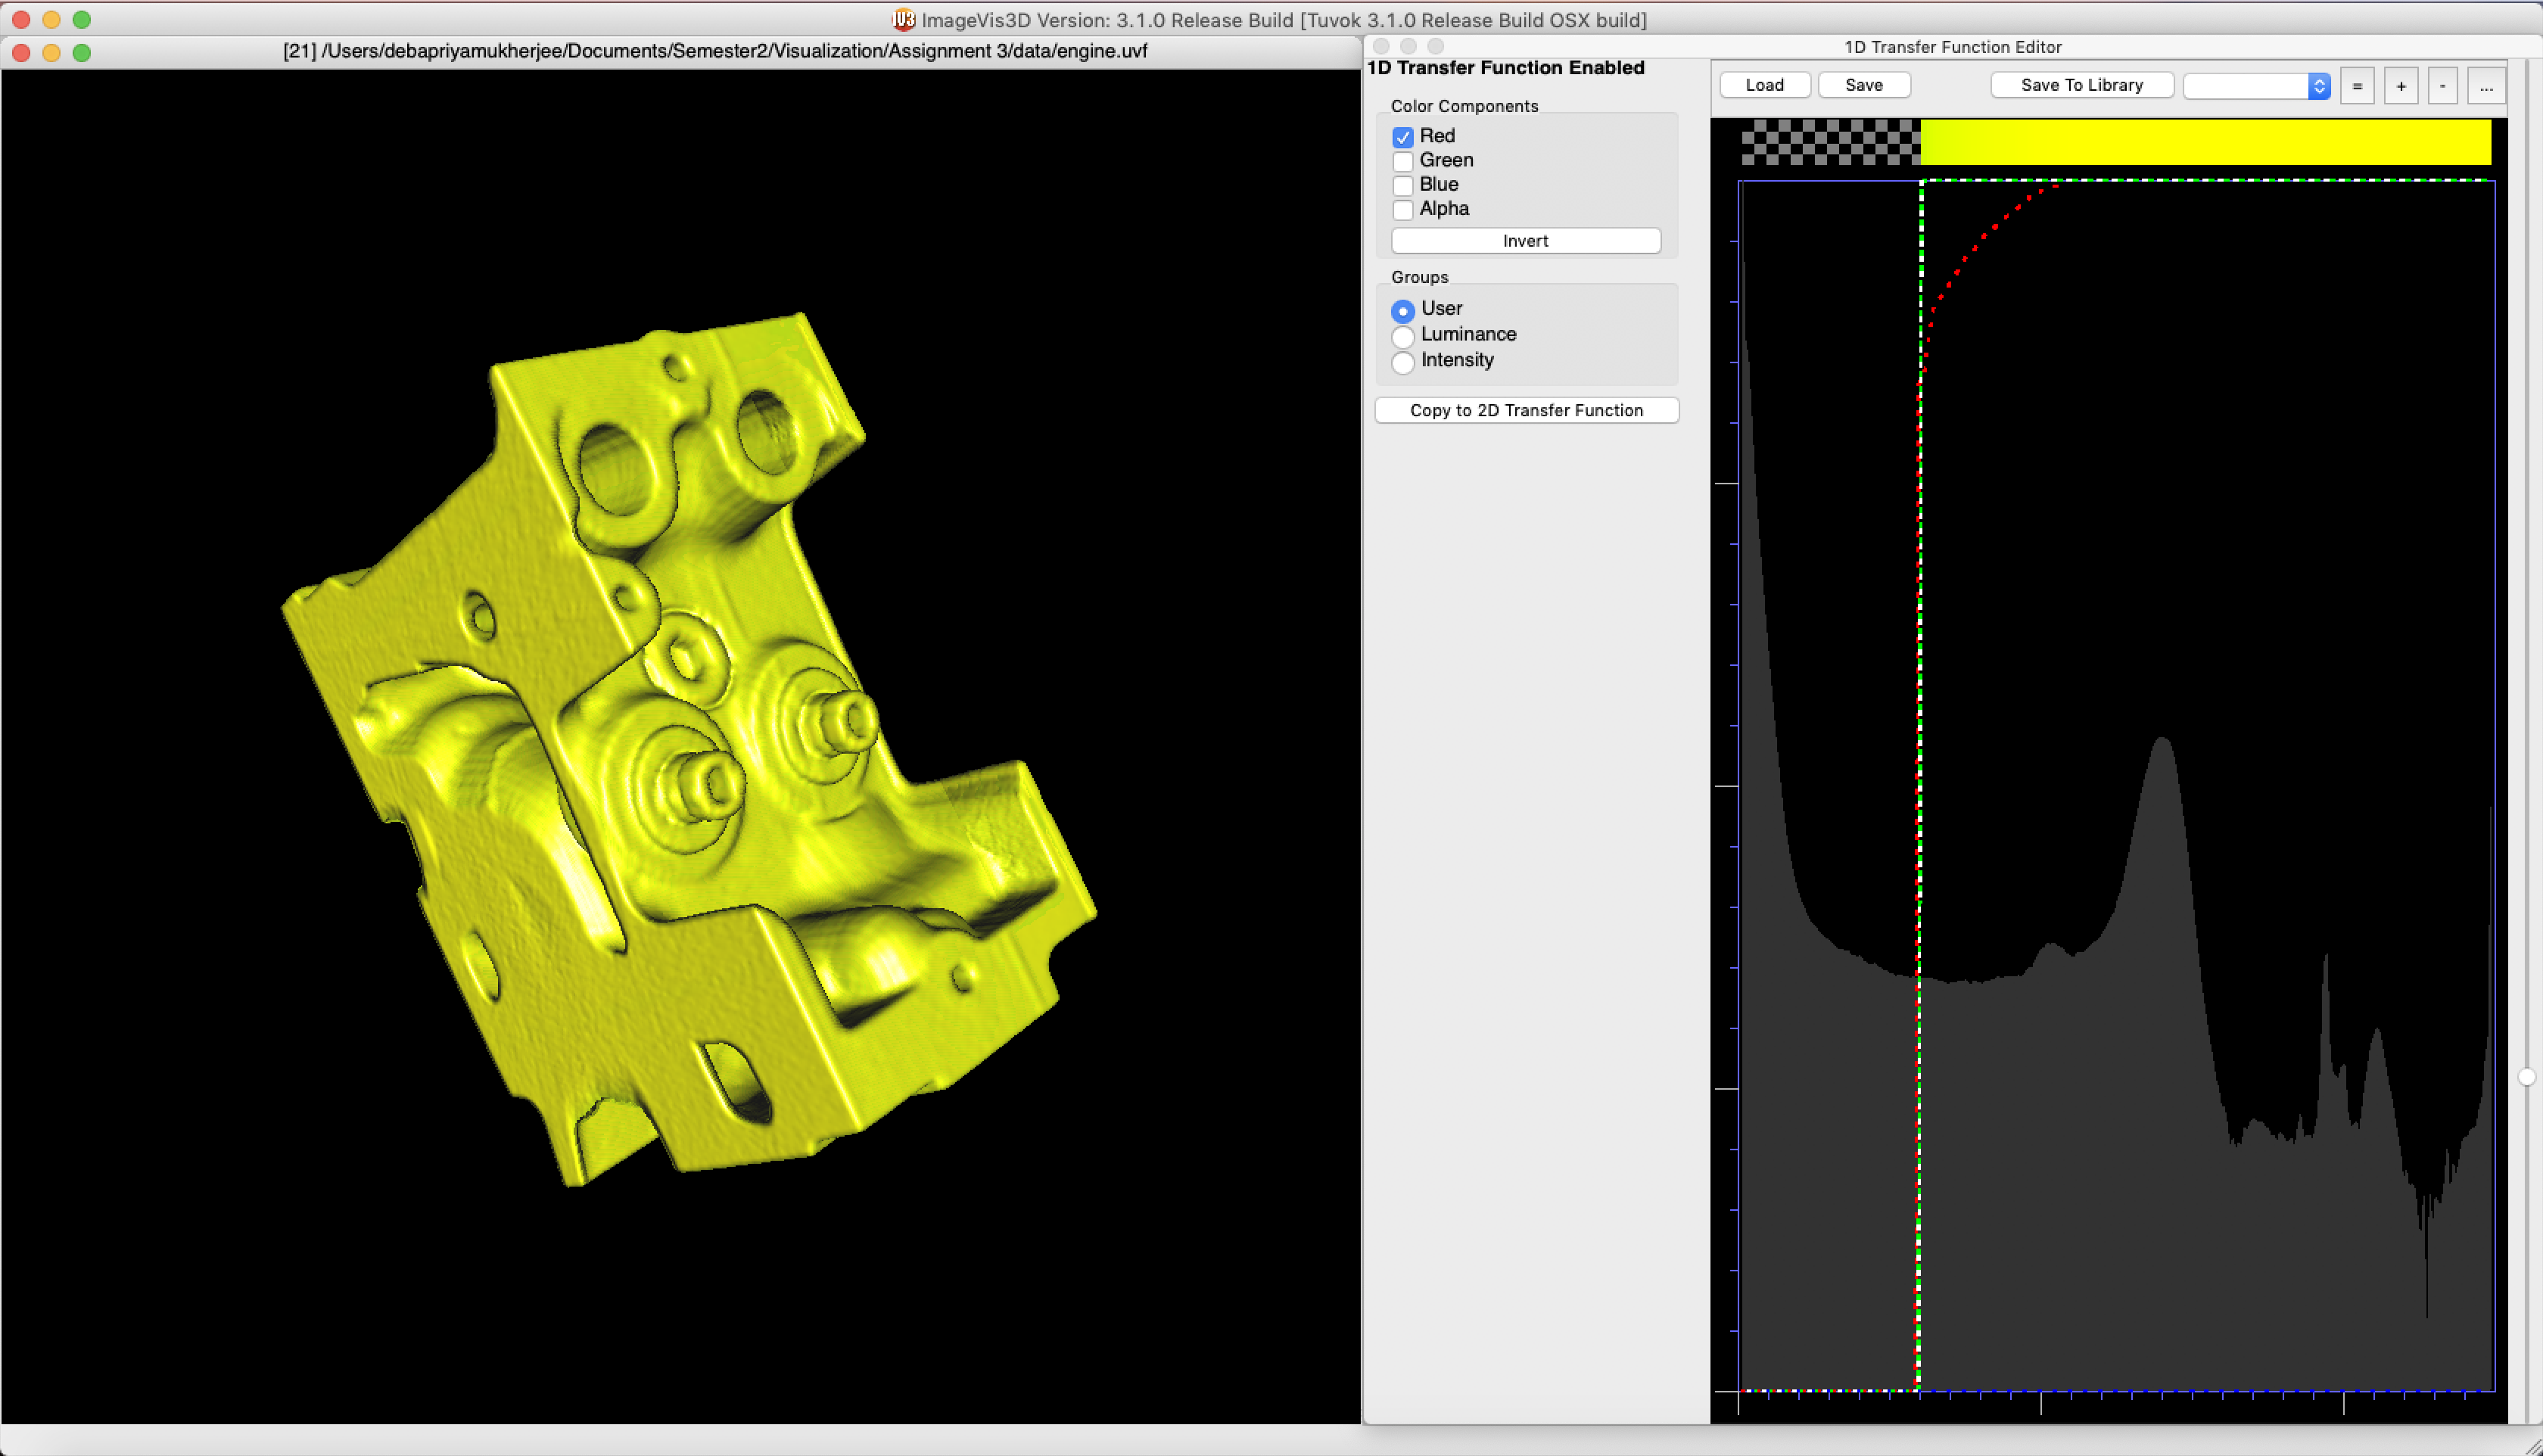 IV3 ImageVis3D Version: 3.1.0 Release Build [Tuvok 3.1.0 Release Build OSX build]
[21] /Users/debapriyamukherjee/Documents/Semester2/Visualization/Assignment 3/data/engine.uvf
1D Transfer Function Editor
1D Transfer Function Enabled
Color Components
Red
Green
Blue
Alpha
Invert
Groups
User
Luminance
Intensity
Copy to 2D Transfer Function
Load Save Save To Library = + - ...